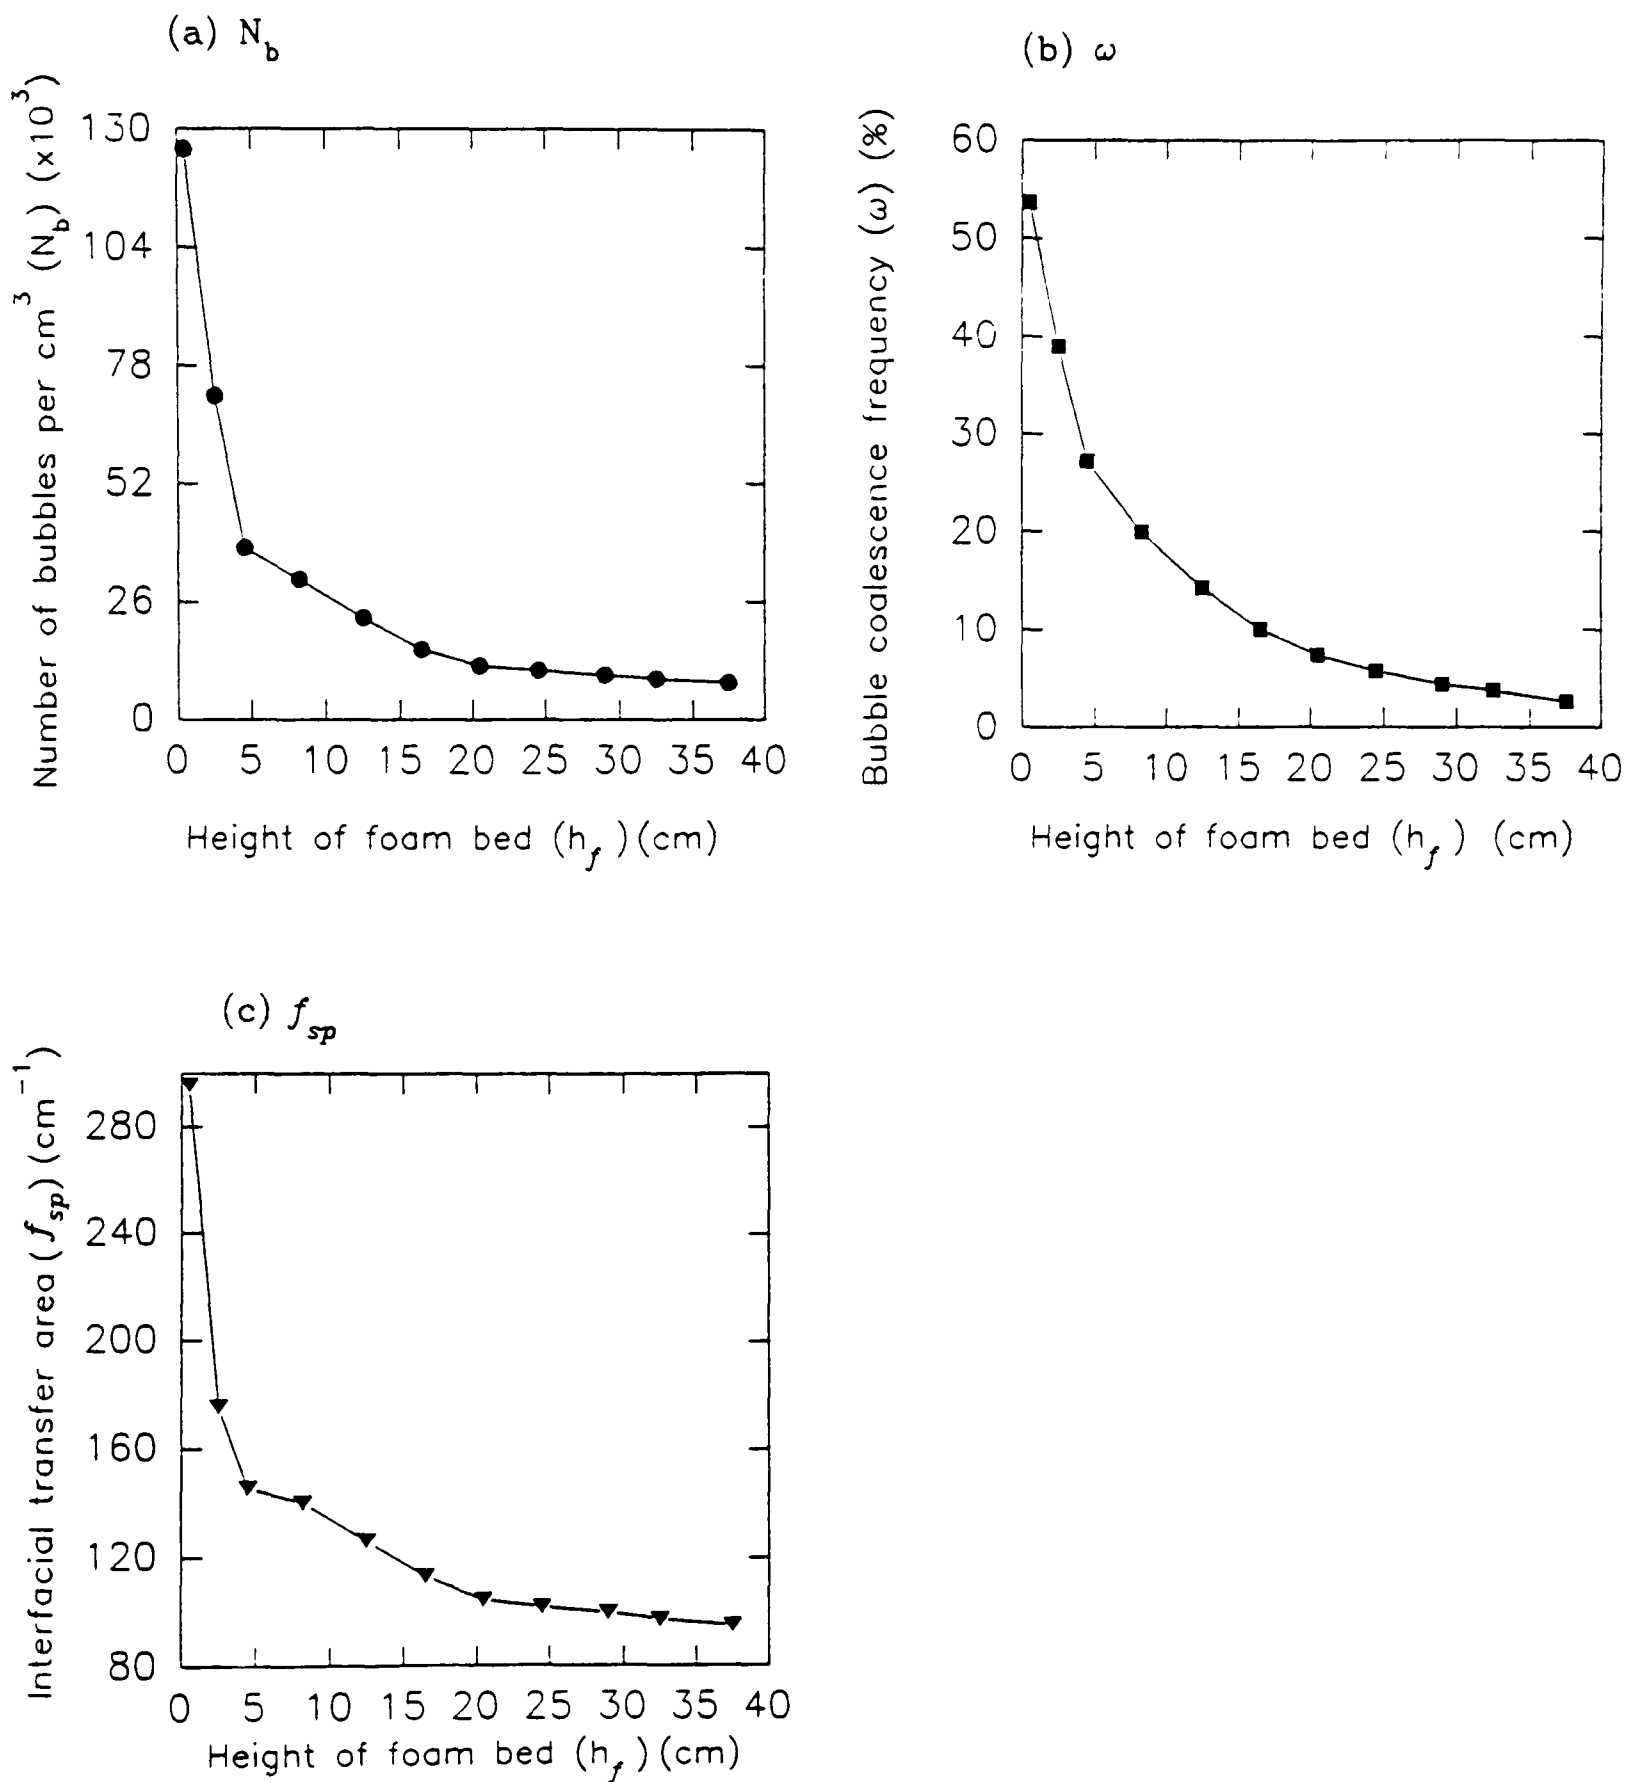 (a) N_b
Number of bubbles per cm³ (N_b) (x10³)
130
104
78
52
26
0
0 5 10 15 20 25 30 35 40
Height of foam bed (h_f)(cm)
(b) ω
Bubble coalescence frequency (ω) (%)
60
50
40
30
20
10
0
0 5 10 15 20 25 30 35 40
Height of foam bed (h_f) (cm)
(c) f_sp
Interfacial transfer area(f_sp)(cm⁻¹)
280
240
200
160
120
80
0 5 10 15 20 25 30 35 40
Height of foam bed (h_f)(cm)